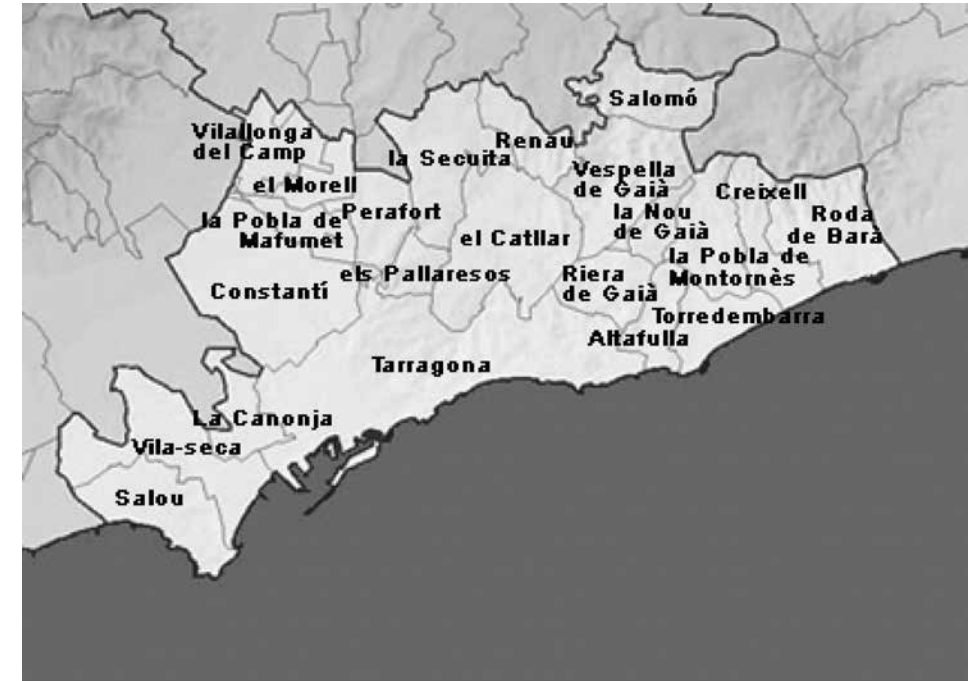 Salomó
Vilallonga
del Camp
Renau
la Secuita
Vespella
de Gaià
el Morell
Creixell
la Pobla de
Mafumet
Perafort
la Nou
de Gaià
Roda
de Barà
el Catllar
la Pobla de
Montornès
els Pallaresos
Riera
de Gaià
Constantí
Torredembarra
Altafulla
Tarragona
La Canonja
Vila-seca
Salou